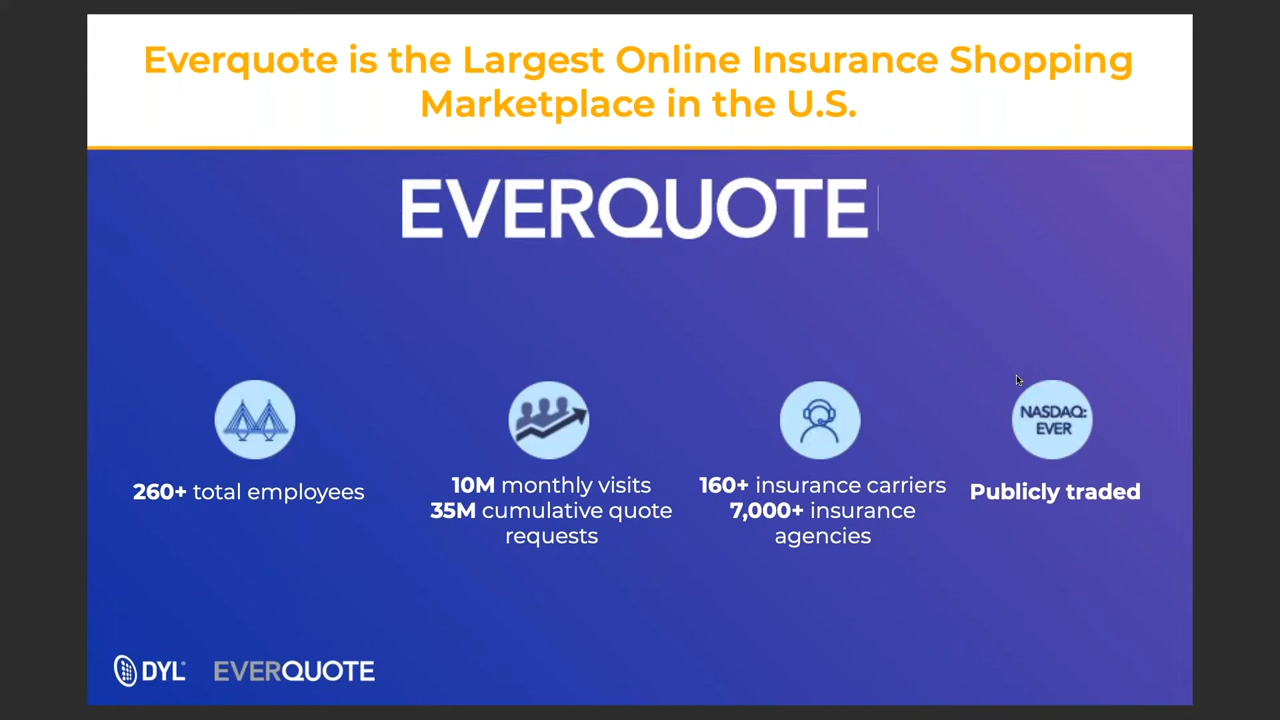 Everquote is the Largest Online Insurance Shopping
Marketplace in the U.S.
EVERQUOTE
NASDAQ:
EVER
260+ total employees
10M monthly visits
35M cumulative quote
requests
160+ insurance carriers
7,000+ insurance
agencies
Publicly traded
DYL
EVERQUOTE